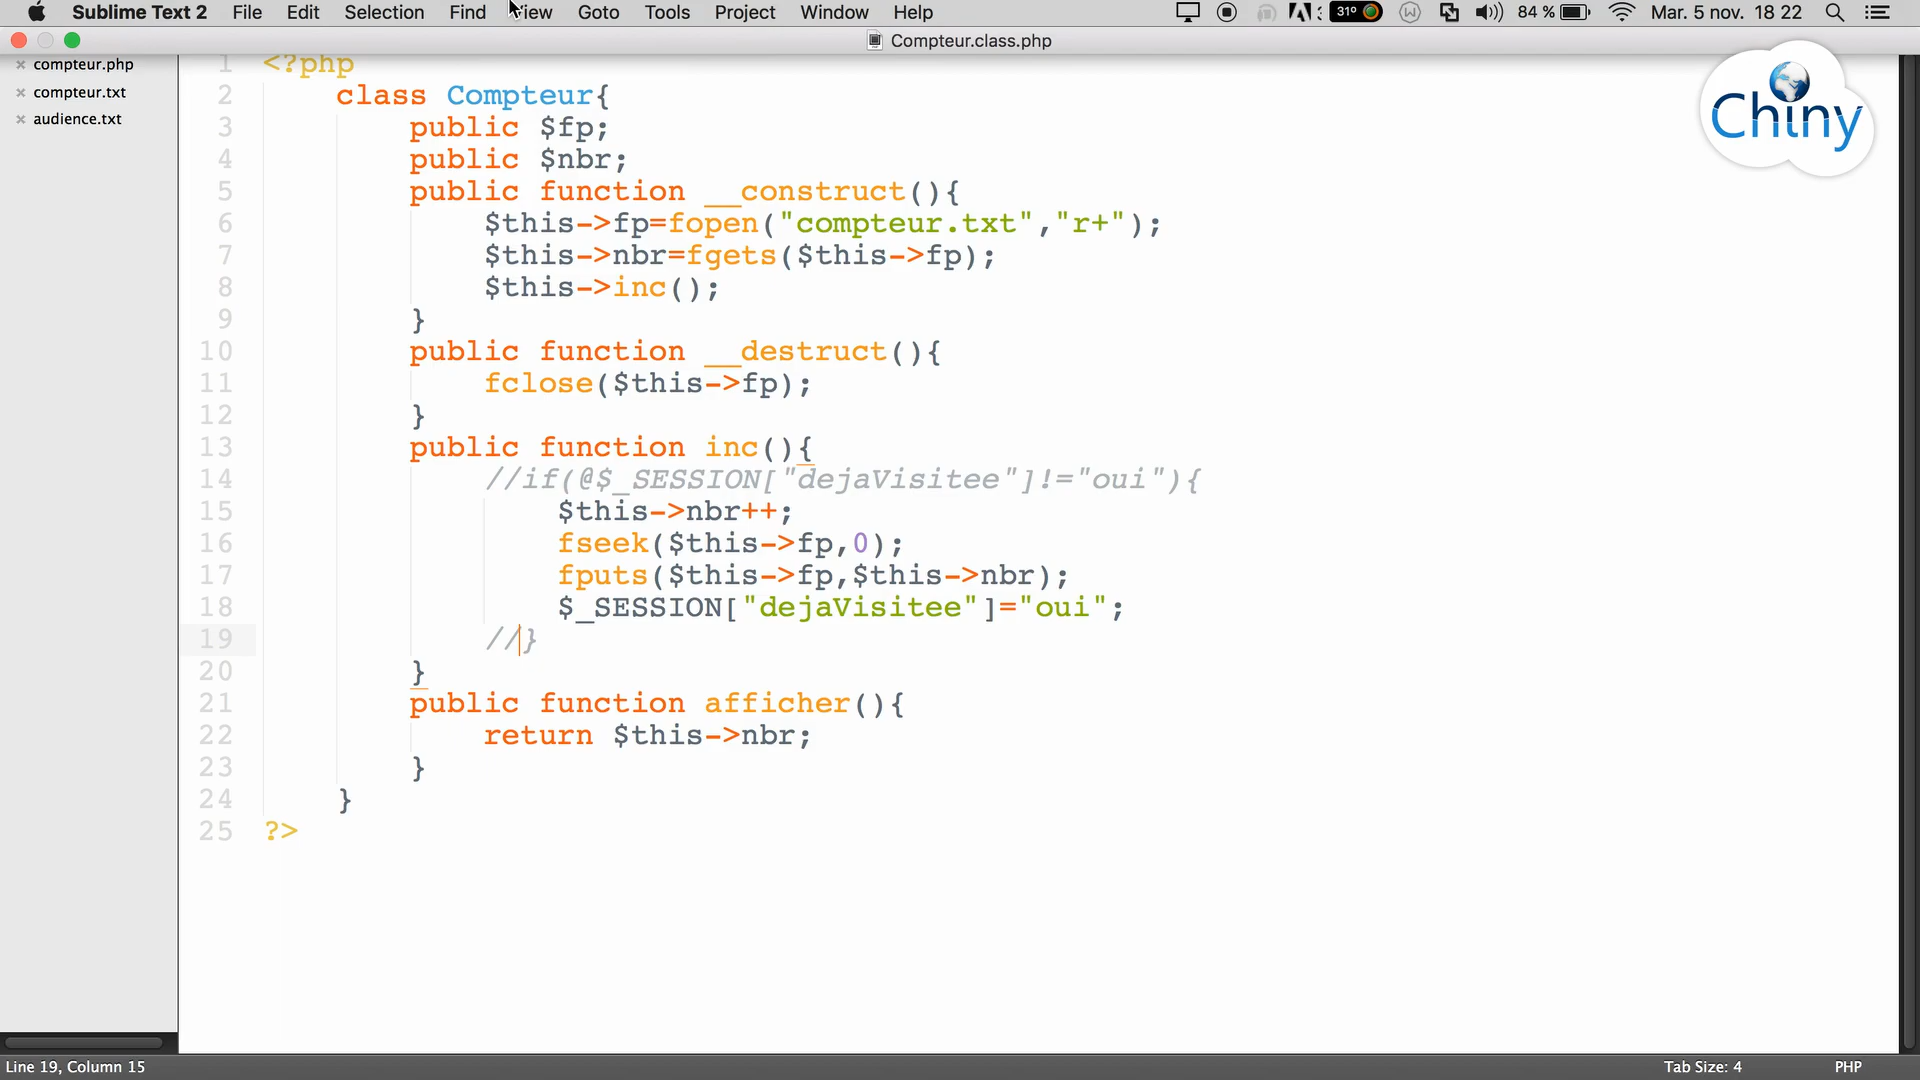 Sublime Text 2 File Edit Selection Find View Goto Tools Project Window Help 31° 84 % Mar. 5 nov. 18 22
Compteur.class.php
compteur.php
compteur.txt
audience.txt
Chiny
1 <?php
2 class Compteur{
3 public $fp;
4 public $nbr;
5 public function __construct(){
6 $this->fp=fopen("compteur.txt","r+");
7 $this->nbr=fgets($this->fp);
8 $this->inc();
9 }
10 public function __destruct(){
11 fclose($this->fp);
12 }
13 public function inc(){
14 //if(@$_SESSION["dejaVisitee"]!="oui"){
15 $this->nbr++;
16 fseek($this->fp,0);
17 fputs($this->fp,$this->nbr);
18 $_SESSION["dejaVisitee"]="oui";
19 //}
20 }
21 public function afficher(){
22 return $this->nbr;
23 }
24 }
25 ?>
Line 19, Column 15 Tab Size: 4 PHP